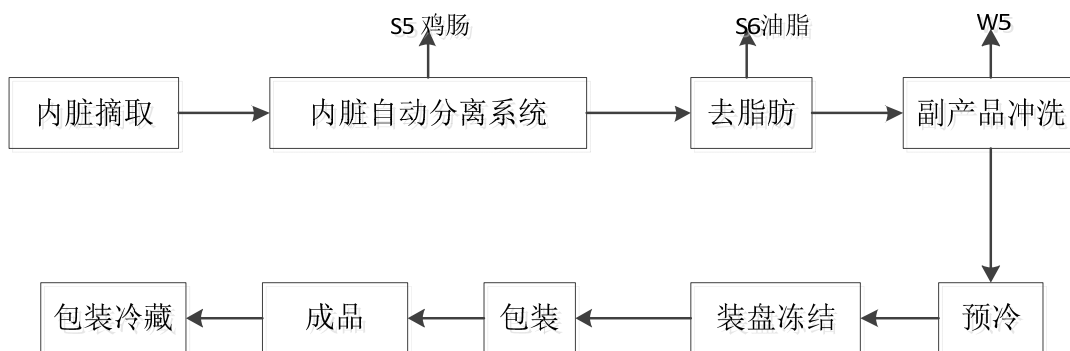 S5 鸡肠
S6油脂
W5
内脏摘取
内脏自动分离系统
去脂肪
副产品冲洗
包装冷藏
成品
包装
装盘冻结
预冷